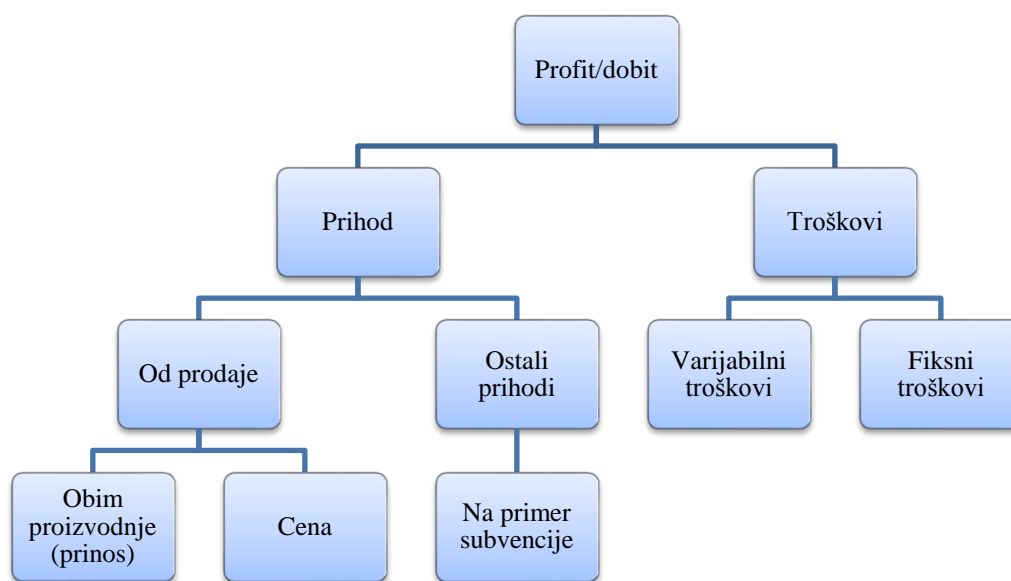 Profit/dobit
Prihod
Troškovi
Od prodaje
Ostali
prihodi
Varijabilni
troškovi
Fiksni
troškovi
Obim
proizvodnje
(prinos)
Cena
Na primer
subvencije